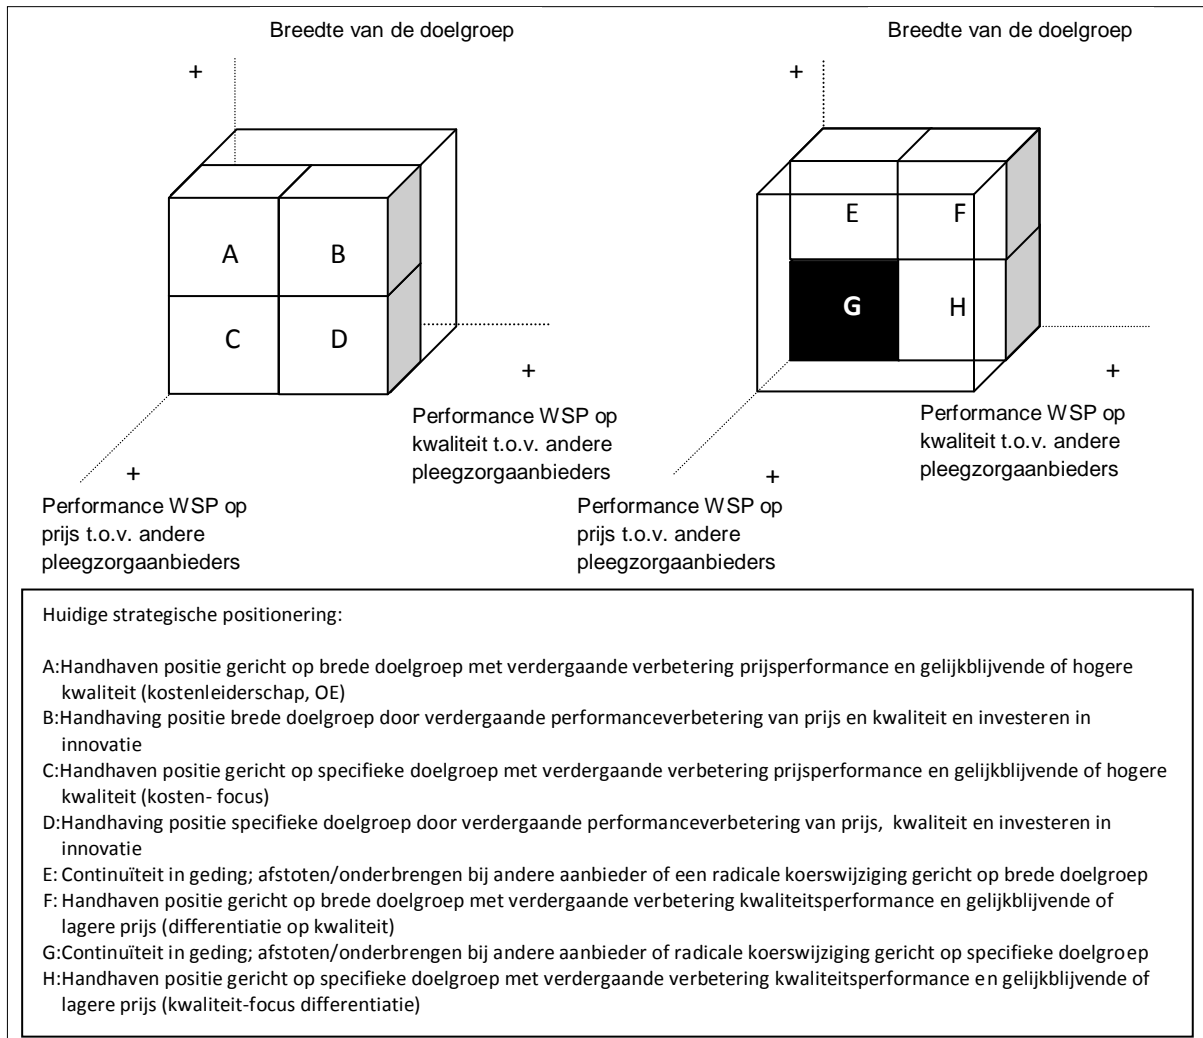 Breedte van de doelgroep
+
A
B
C
D
+
Performance WSP op
kwaliteit t.o.v. andere
pleegzorgaanbieders
+
Performance WSP op
prijs t.o.v. andere
pleegzorgaanbieders
Breedte van de doelgroep
+
E
F
G
H
+
Performance WSP op
kwaliteit t.o.v. andere
pleegzorgaanbieders
+
Performance WSP op
prijs t.o.v. andere
pleegzorgaanbieders
Huidige strategische positionering:
A:Handhaven positie gericht op brede doelgroep met verdergaande verbetering prijsperformance en gelijkblijvende of hogere
kwaliteit (kostenleiderschap, OE)
B:Handhaving positie brede doelgroep door verdergaande performanceverbetering van prijs en kwaliteit en investeren in
innovatie
C:Handhaven positie gericht op specifieke doelgroep met verdergaande verbetering prijsperformance en gelijkblijvende of hogere
kwaliteit (kosten- focus)
D:Handhaving positie specifieke doelgroep door verdergaande performanceverbetering van prijs, kwaliteit en investeren in
innovatie
E: Continuïteit in geding; afstoten/onderbrengen bij andere aanbieder of een radicale koerswijziging gericht op brede doelgroep
F: Handhaven positie gericht op brede doelgroep met verdergaande verbetering kwaliteitsperformance en gelijkblijvende of
lagere prijs (differentiatie op kwaliteit)
G:Continuïteit in geding; afstoten/onderbrengen bij andere aanbieder of radicale koerswijziging gericht op specifieke doelgroep
H:Handhaven positie gericht op specifieke doelgroep met verdergaande verbetering kwaliteitsperformance en gelijkblijvende of
lagere prijs (kwaliteit-focus differentiatie)